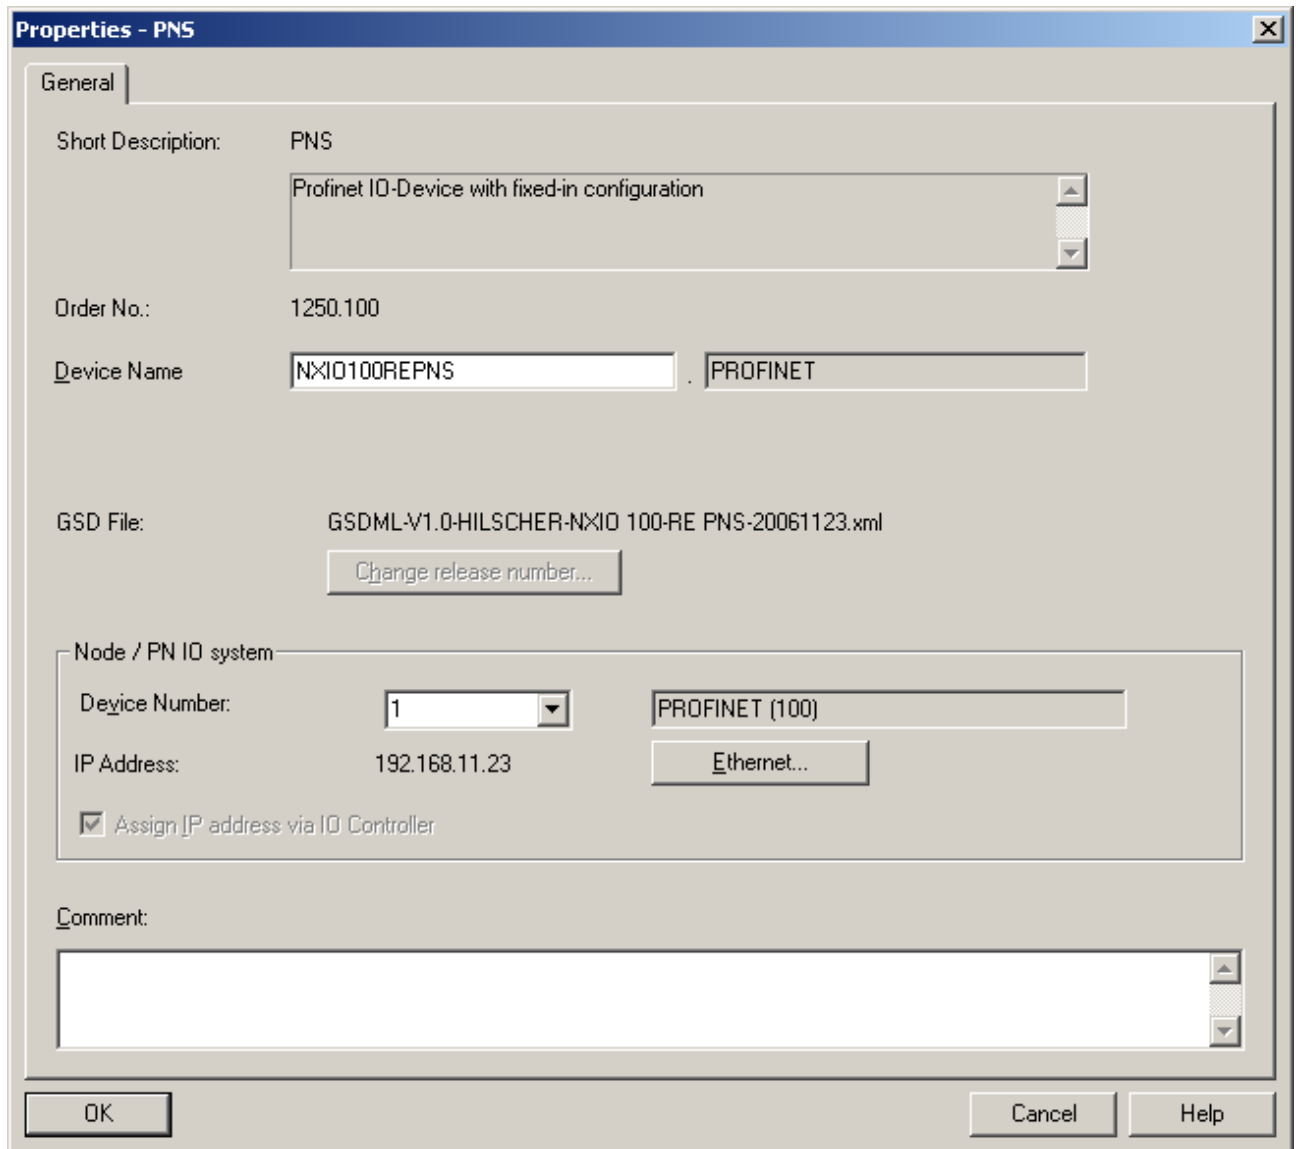 Properties - PNS
General
Short Description: PNS
Profinet IO-Device with fixed-in configuration
Order No.: 1250.100
Device Name NXIO100REPNS . PROFINET
GSD File: GSDML-V1.0-HILSCHER-NXIO 100-RE PNS-20061123.xml
Change release number...
Node / PN IO system
Device Number: 1 PROFINET (100)
IP Address: 192.168.11.23 Ethernet...
Assign IP address via IO Controller
Comment:
OK Cancel Help